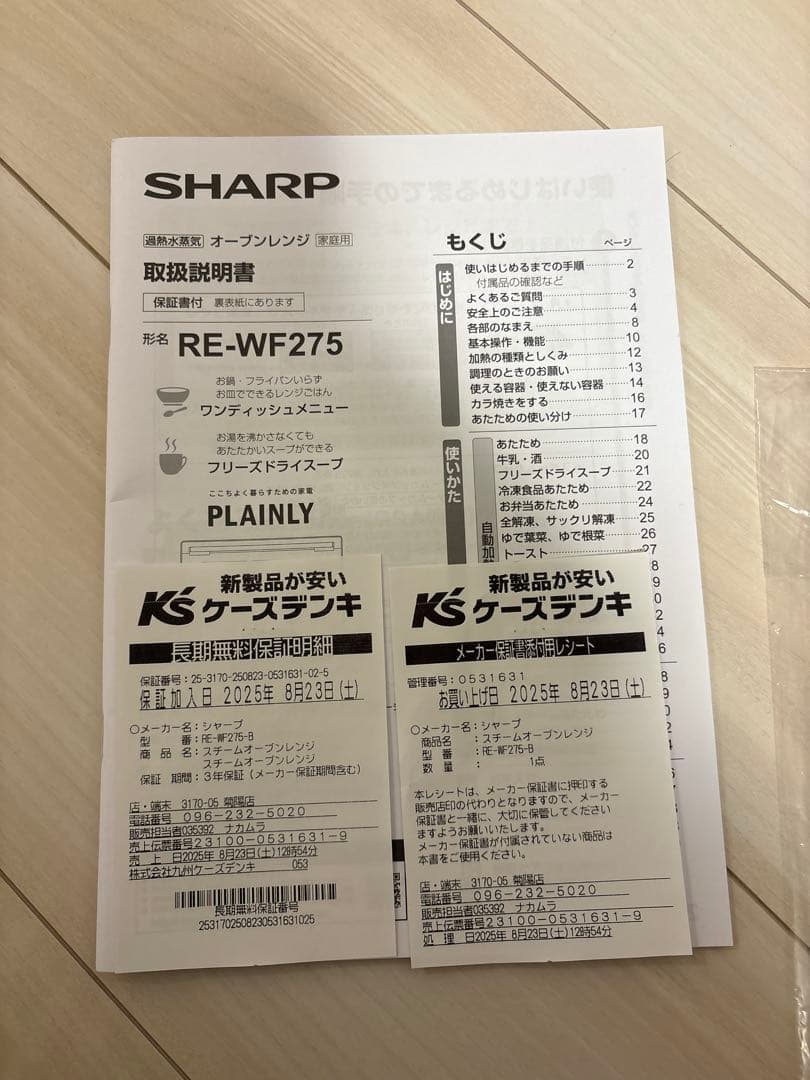 SHARP
過熱水蒸気 オーブンレンジ 家庭用
取扱説明書
保証書付 裏表紙にあります
形名 RE-WF275
お鍋・フライパンいらず
お皿でできるレンジごはん
ワンディッシュメニュー
お湯を沸かさなくても
あたたかいスープができる
フリーズドライスープ
ここちよく暮らすための家電
PLAINLY
もくじ
ページ
はじめに
使いはじめるまでの手順 2
付属品の確認など
よくあるご質問 3
安全上のご注意 4
各部のなまえ 8
基本操作・機能 10
加熱の種類としくみ 12
調理のときのお願い 13
使える容器・使えない容器 14
カラ焼きをする 16
あたための使い分け 17
使いかた
自動加
あたため 18
牛乳・酒 20
フリーズドライスープ 21
冷凍食品あたため 22
お弁当あたため 24
全解凍、サックリ解凍 25
ゆで葉菜、ゆで根菜 26
トースト 27
新製品が安い
K's ケーズデンキ
長期無料保証明細
保証番号：25-3170-250823-0531631-02-5
保証加入日 2025年 8月23日(土)
○メーカー名：シャープ
型 番：RE-WF275-B
商 品 名：スチームオーブンレンジ
スチームオーブンレンジ
保証 期間：3年保証（メーカー保証期間含む）
店・端末 3170-05 菊陽店
電話番号 096-232-5020
販売担当者035392 ナカムラ
売上伝票番号23100-0531631-9
売 上 日2025年 8月23日(土)12時54分
株式会社九州ケーズデンキ 053
長期無料保証番号
2531702508230531631025
新製品が安い
K's ケーズデンキ
メーカー保証書添付用レシート
管理番号：0531631
お買い上げ日 2025年 8月23日(土)
○メーカー名：シャープ
商品名 ：スチームオーブンレンジ
型 番 ：RE-WF275-B
数 量 ： 1点
本レシートは、メーカー保証書に押印する
販売店印の代わりとなりますので、メーカー
保証書と一緒に、大切に保管してください
ますようお願いいたします。
メーカー保証書が付属されていない商品は
本書をご使用ください。
店・端末 3170-05 菊陽店
電話番号 096-232-5020
販売担当者035392 ナカムラ
売上伝票番号23100-0531631-9
処 理 日2025年 8月23日(土)12時54分